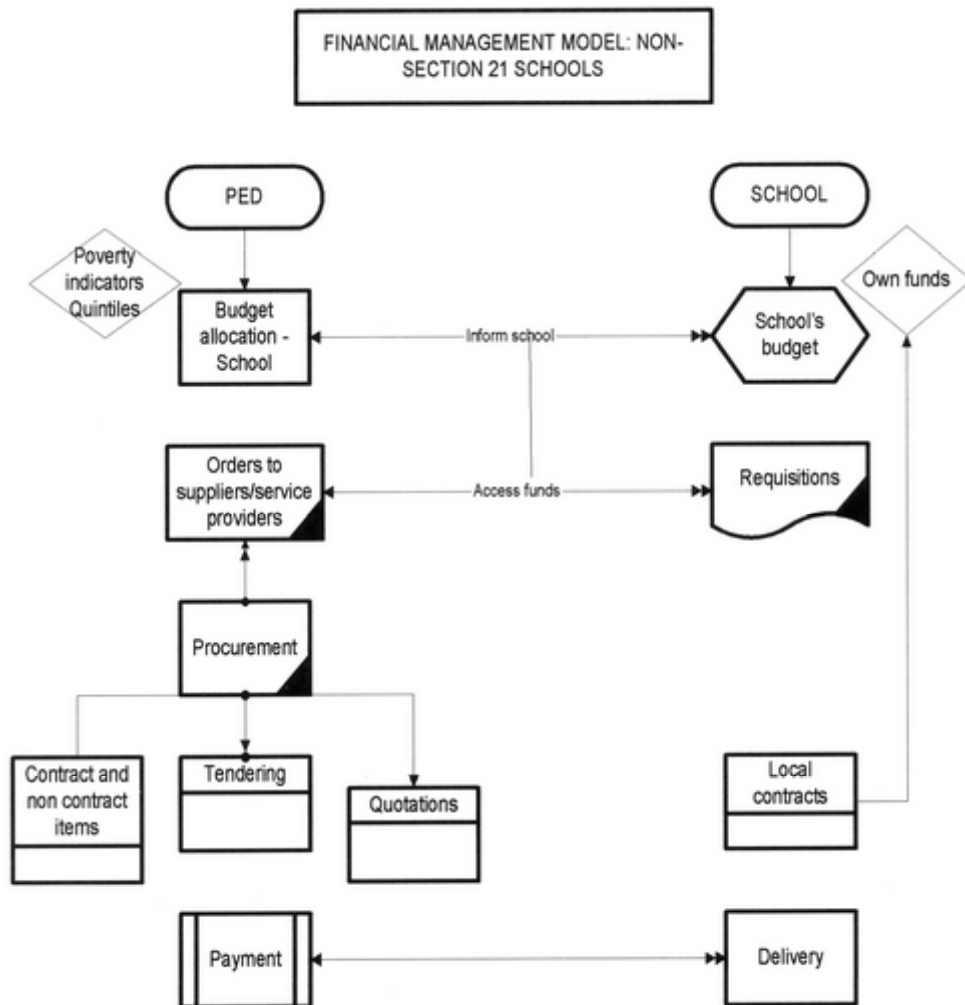 FINANCIAL MANAGEMENT MODEL: NON-
SECTION 21 SCHOOLS
PED
SCHOOL
Poverty
indicators
Quintiles
Budget
allocation -
School
Inform school
School's
budget
Own funds
Orders to
suppliers/service
providers
Access funds
Requisitions
Procurement
Contract and
non contract
items
Tendering
Quotations
Local
contracts
Payment
Delivery